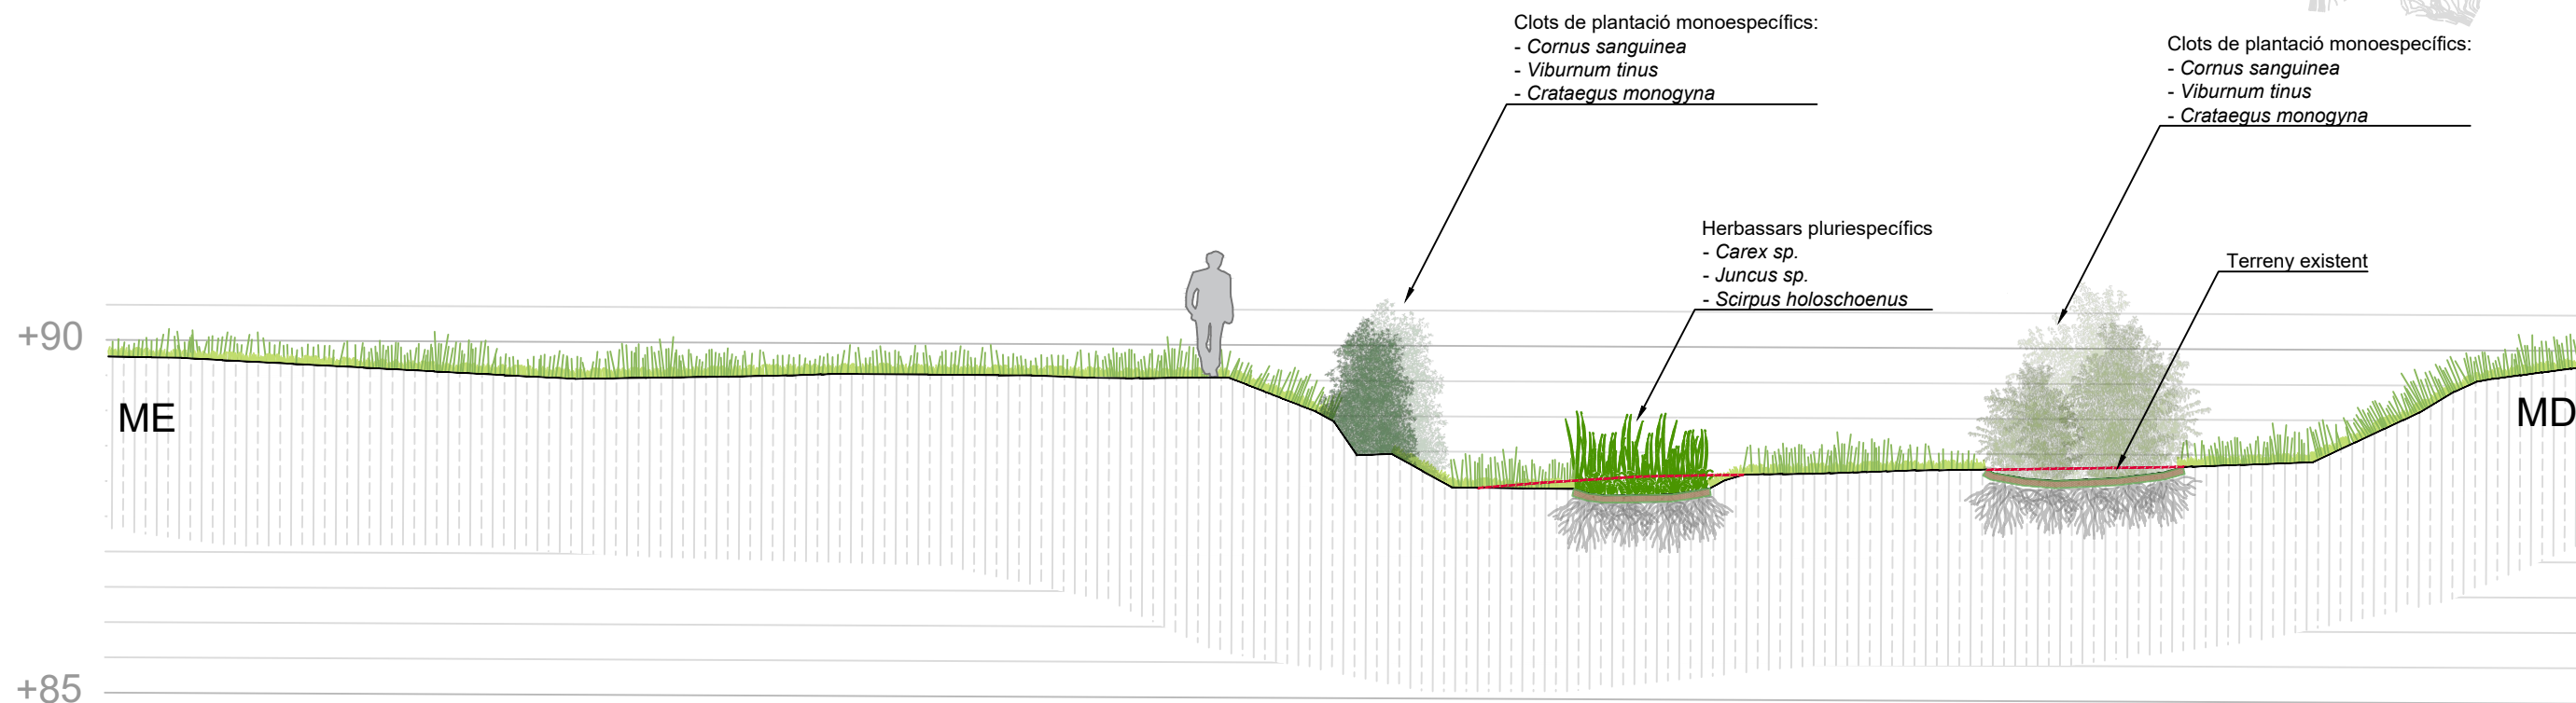 Clots de plantació monoespecífics:
- Cornus sanguinea
- Viburnum tinus
- Crataegus monogyna
Clots de plantació monoespecífics:
- Cornus sanguinea
- Viburnum tinus
- Crataegus monogyna
Herbassars pluriespecífics
- Carex sp.
- Juncus sp.
- Scirpus holoschoenus
Terreny existent
+90
ME
MD
+85